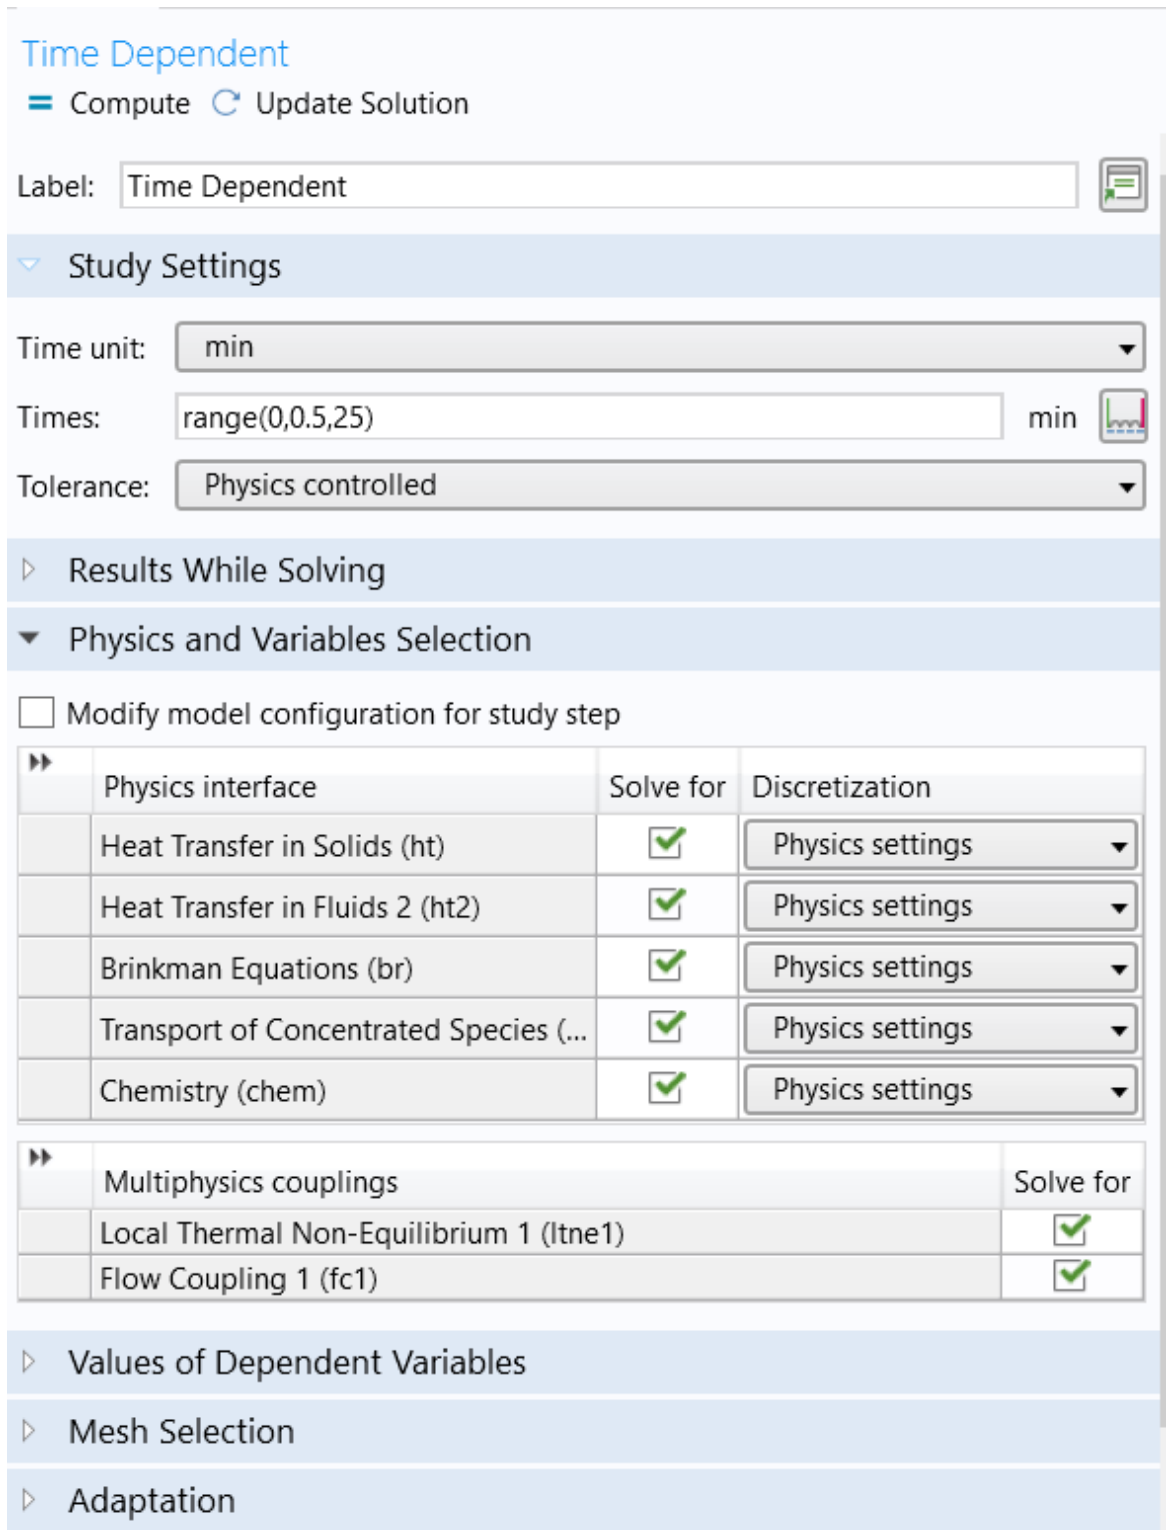 Time Dependent
= Compute Update Solution
Label: Time Dependent
Study Settings
Time unit: min
Times: range(0,0.5,25) min
Tolerance: Physics controlled
Results While Solving
Physics and Variables Selection
Modify model configuration for study step
Physics interface Solve for Discretization
Heat Transfer in Solids (ht) Physics settings
Heat Transfer in Fluids 2 (ht2) Physics settings
Brinkman Equations (br) Physics settings
Transport of Concentrated Species (... Physics settings
Chemistry (chem) Physics settings
Multiphysics couplings Solve for
Local Thermal Non-Equilibrium 1 (ltne1)
Flow Coupling 1 (fc1)
Values of Dependent Variables
Mesh Selection
Adaptation